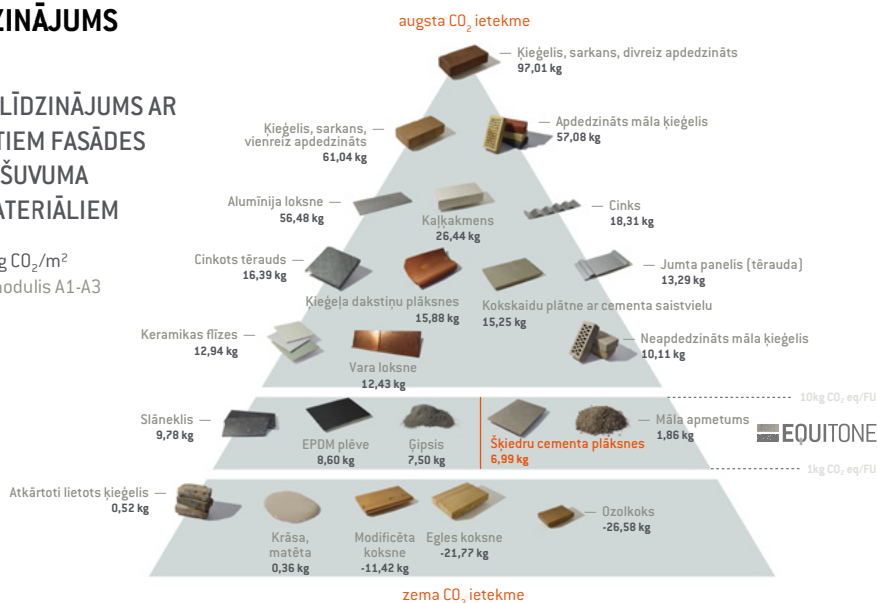 ZINĀJUMS
LĪDZINĀJUMS AR
TIEM FASĀDES
ŠUVUMA
ATERIĀLIEM
g CO₂/m²
modulis A1-A3
augsta CO₂ ietekme
Ķieģelis, sarkans, divreiz apdedzināts
97,01 kg
Ķieģelis, sarkans,
vienreiz apdedzināts
61,04 kg
Apdedzināts māla ķieģelis
57,08 kg
Alumīnija loksne
56,48 kg
Kaļķakmens
26,44 kg
Cinks
18,31 kg
Cinkots tērauds
16,39 kg
Ķieģeļa dakstiņu plāksnes
15,88 kg
Kokskaidu plātne ar cementa saistvielu
15,25 kg
Jumta panelis (tērauda)
13,29 kg
Keramikas flīzes
12,94 kg
Vara loksne
12,43 kg
Neapdedzināts māla ķieģelis
10,11 kg
10kg CO₂ eq/FU
Slāneklis
9,78 kg
EPDM plēve
8,60 kg
Ģipsis
7,50 kg
Šķiedru cementa plāksnes
6,99 kg
Māla apmetums
1,86 kg
EQUITONE
1kg CO₂ eq/FU
Atkārtoti lietots ķieģelis
0,52 kg
Krāsa,
matēta
0,36 kg
Modificēta
koksne
-11,42 kg
Egles koksne
-21,77 kg
Ozolkoks
-26,58 kg
zema CO₂ ietekme